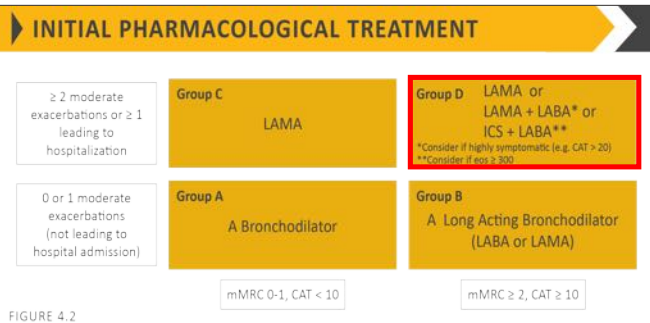 INITIAL PHARMACOLOGICAL TREATMENT
≥ 2 moderate
exacerbations or ≥ 1
leading to
hospitalization
Group C
LAMA
Group D
LAMA or
LAMA + LABA* or
ICS + LABA**
*Consider if highly symptomatic (e.g. CAT > 20)
**Consider if eos ≥ 300
0 or 1 moderate
exacerbations
(not leading to
hospital admission)
Group A
A Bronchodilator
Group B
A Long Acting Bronchodilator
(LABA or LAMA)
mMRC 0-1, CAT < 10
mMRC ≥ 2, CAT ≥ 10
FIGURE 4.2